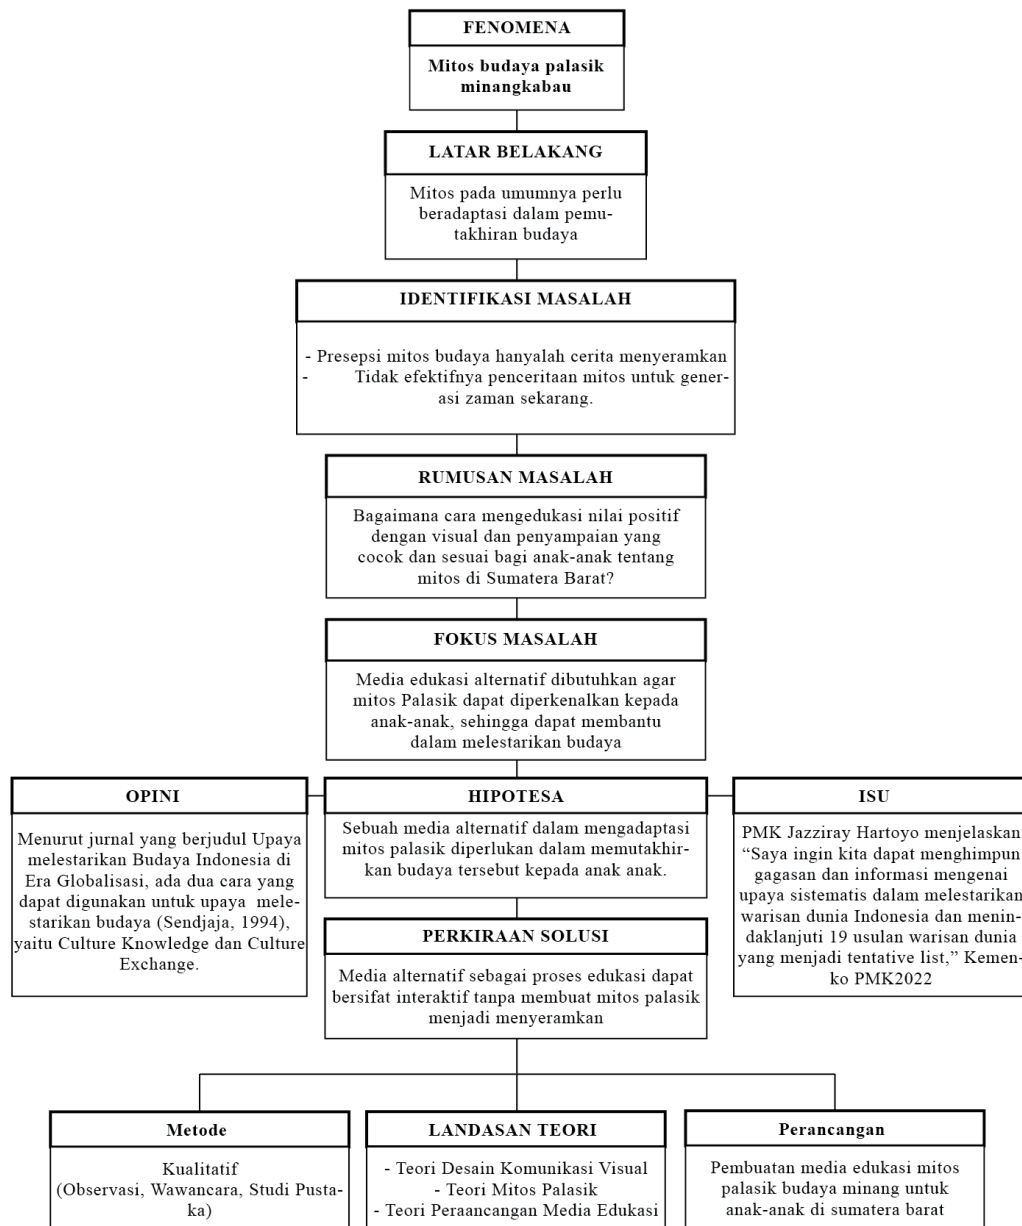 FENOMENA
Mitos budaya palasik
minangkabau
LATAR BELAKANG
Mitos pada umumnya perlu
beradaptasi dalam pemu-
takhiran budaya
IDENTIFIKASI MASALAH
- Presepsi mitos budaya hanyalah cerita menyeramkan
- Tidak efektifnya penceritaan mitos untuk gener-
asi zaman sekarang.
RUMUSAN MASALAH
Bagaimana cara mengedukasi nilai positif
dengan visual dan penyampaian yang
cocok dan sesuai bagi anak-anak tentang
mitos di Sumatera Barat?
FOKUS MASALAH
Media edukasi alternatif dibutuhkan agar
mitos Palasik dapat diperkenalkan kepada
anak-anak, sehingga dapat membantu
dalam melestarikan budaya
OPINI
Menurut jurnal yang berjudul Upaya
melestarikan Budaya Indonesia di
Era Globalisasi, ada dua cara yang
dapat digunakan untuk upaya mele-
starikan budaya (Sendjaja, 1994),
yaitu Culture Knowledge dan Culture
Exchange.
HIPOTESA
Sebuah media alternatif dalam mengadaptasi
mitos palasik diperlukan dalam memutakhir-
kan budaya tersebut kepada anak anak.
ISU
PMK Jazziray Hartoyo menjelaskan
“Saya ingin kita dapat menghimpun
gagasan dan informasi mengenai
upaya sistematis dalam melestarikan
warisan dunia Indonesia dan menin-
daklanjuti 19 usulan warisan dunia
yang menjadi tentative list,” Kemen-
ko PMK2022
PERKIRAAN SOLUSI
Media alternatif sebagai proses edukasi dapat
bersifat interaktif tanpa membuat mitos palasik
menjadi menyeramkan
Metode
Kualitatif
(Observasi, Wawancara, Studi Pusta-
ka)
LANDASAN TEORI
- Teori Desain Komunikasi Visual
- Teori Mitos Palasik
- Teori Peraancangan Media Edukasi
Perancangan
Pembuatan media edukasi mitos
palasik budaya minang untuk
anak-anak di sumatera barat